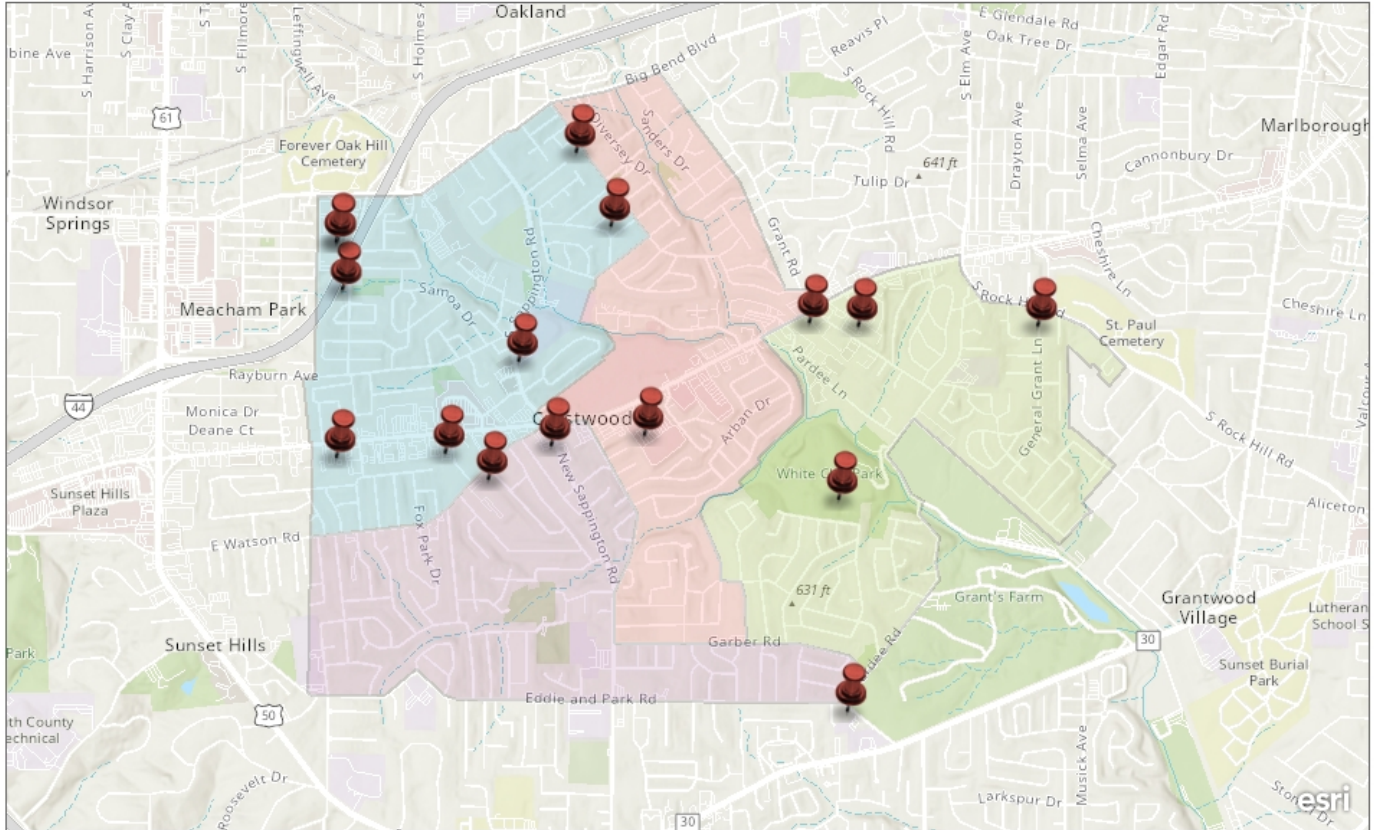 Oakland
E Glendale Rd
Oak Tree Dr
Reavis Pl
bine Ave
S Harrison Av
S Clay A
S Fillmore
Leffingwell Ave
S Holmes A
Big Bend Blvd
S Elm Ave
Edgar Rd
S Rock Hill Rd
61
Forever Oak Hill
Cemetery
Diversey Dr
Sanders Dr
641 ft
Drayton Ave
Selma Ave
Marlborough
Cannonbury Dr
Tulip Dr
Windsor
Springs
Grant Rd
Cheshire Ln
Meacham Park
Samoa Dr
Cheshire Ln
St. Paul
Cemetery
Rayburn Ave
Pardee Ln
General Grant Ln
44
Monica Dr
Deane Ct
Arban Dr
S Rock Hill Rd
Sunset Hills
Plaza
New Sappington Rd
Aliceton
E Watson Rd
Fox Park Dr
631 ft
Grant's Farm
Grantwood
Village
Lutheran
School S
Sunset Hills
Garber Rd
30
Park
Sunset Burial
Park
Eddie and Park Rd
50
th County
echnical
Roosevelt Dr
Musick Ave
Larkspur Dr
30
esri